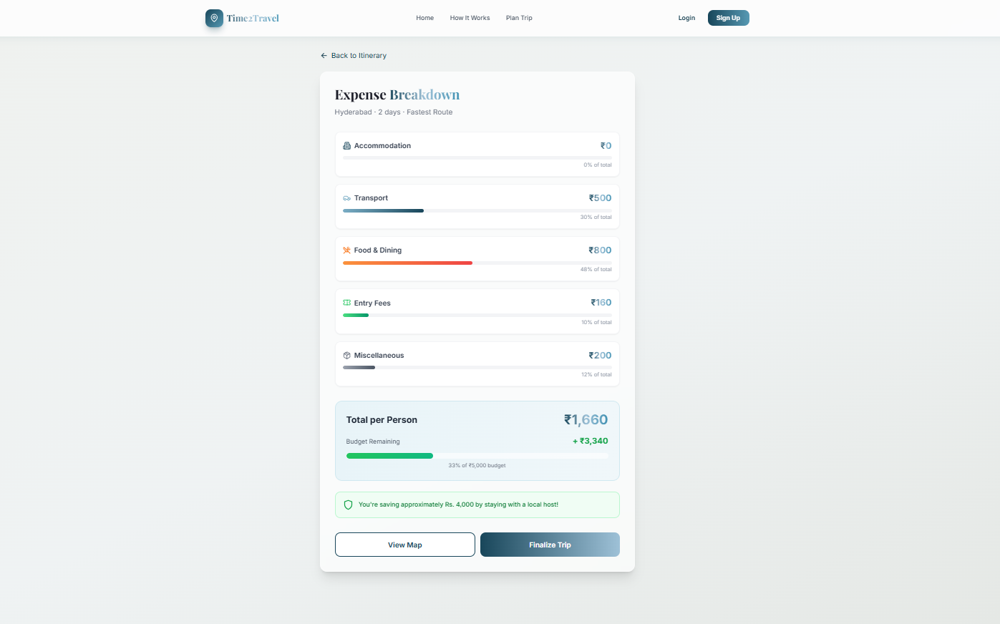 Time2Travel
Home How It Works Plan Trip
Login Sign Up
Back to Itinerary
Expense Breakdown
Hyderabad · 2 days · Fastest Route
Accommodation ₹0
0% of total
Transport ₹500
30% of total
Food & Dining ₹800
48% of total
Entry Fees ₹160
10% of total
Miscellaneous ₹200
12% of total
Total per Person ₹1,660
Budget Remaining + ₹3,340
33% of ₹5,000 budget
You're saving approximately Rs. 4,000 by staying with a local host!
View Map Finalize Trip